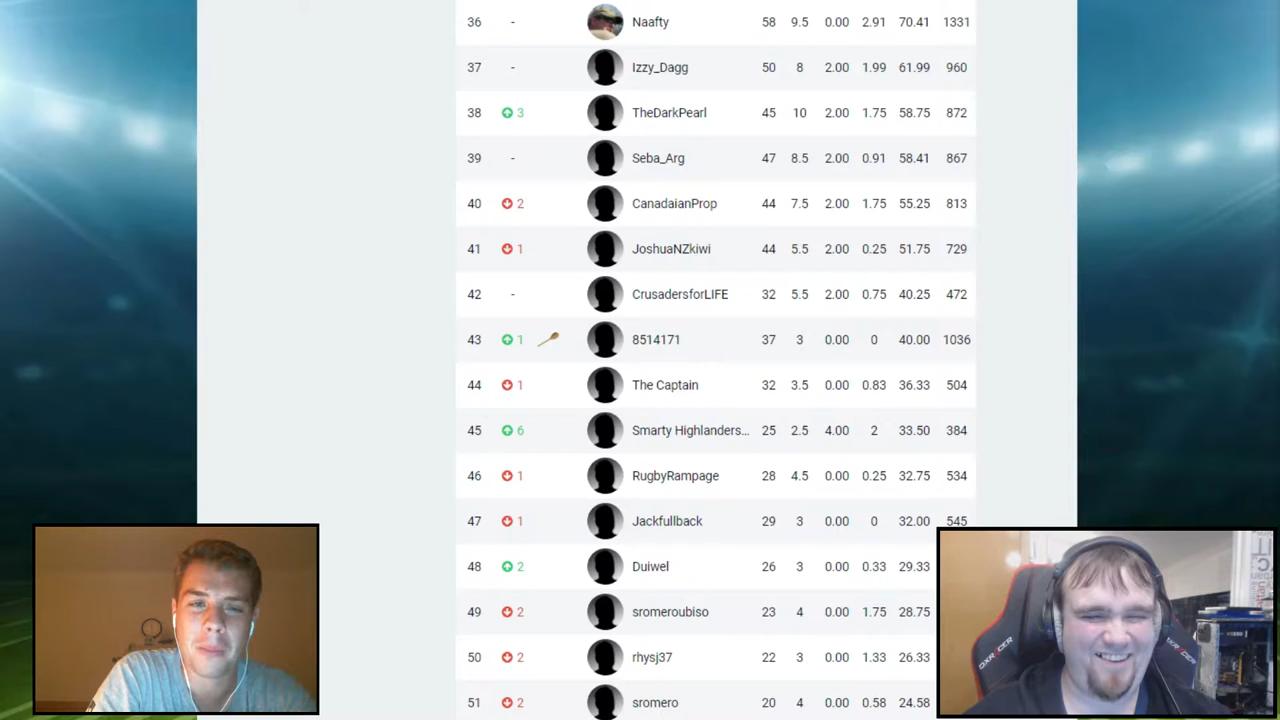 36 - Naafty 58 9.5 0.00 2.91 70.41 1331
37 - Izzy_Dagg 50 8 2.00 1.99 61.99 960
38 3 TheDarkPearl 45 10 2.00 1.75 58.75 872
39 - Seba_Arg 47 8.5 2.00 0.91 58.41 867
40 2 CanadaianProp 44 7.5 2.00 1.75 55.25 813
41 1 JoshuaNZkiwi 44 5.5 2.00 0.25 51.75 729
42 - CrusadersforLIFE 32 5.5 2.00 0.75 40.25 472
43 1 8514171 37 3 0.00 0 40.00 1036
44 1 The Captain 32 3.5 0.00 0.83 36.33 504
45 6 Smarty Highlanders... 25 2.5 4.00 2 33.50 384
46 1 RugbyRampage 28 4.5 0.00 0.25 32.75 534
47 1 Jackfullback 29 3 0.00 0 32.00 545
48 2 Duiwel 26 3 0.00 0.33 29.33
49 2 sromeroubiso 23 4 0.00 1.75 28.75
50 2 rhysj37 22 3 0.00 1.33 26.33
51 2 sromero 20 4 0.00 0.58 24.58
DXRACER